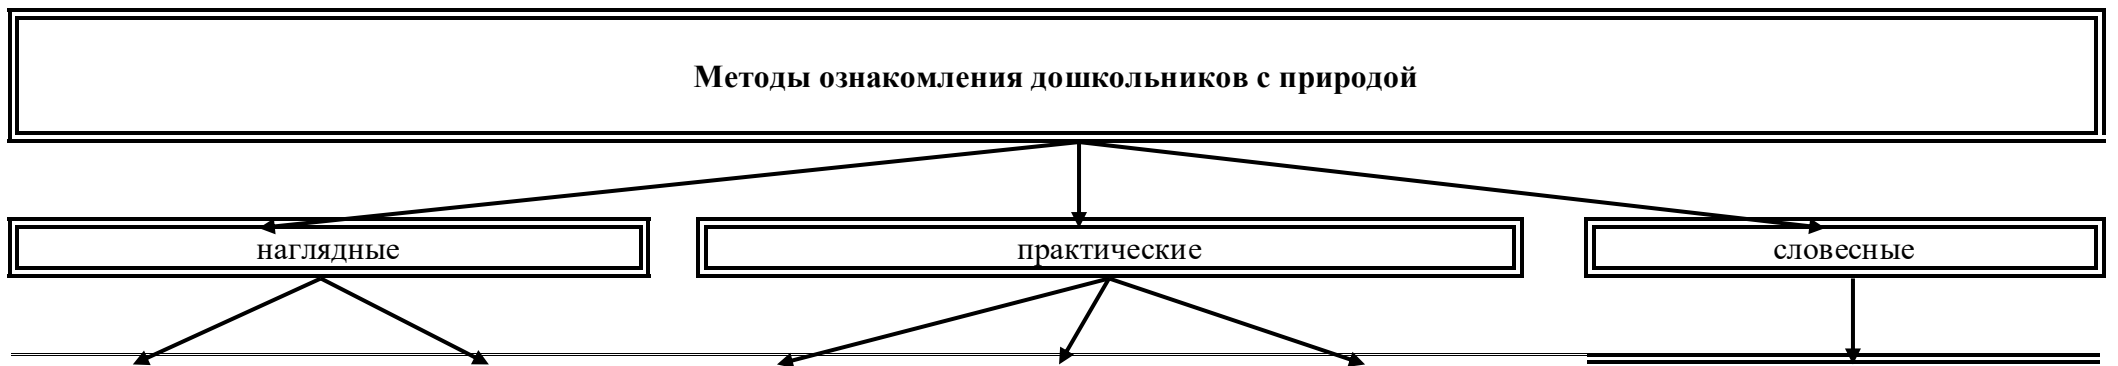 Методы ознакомления дошкольников с природой
наглядные
практические
словесные